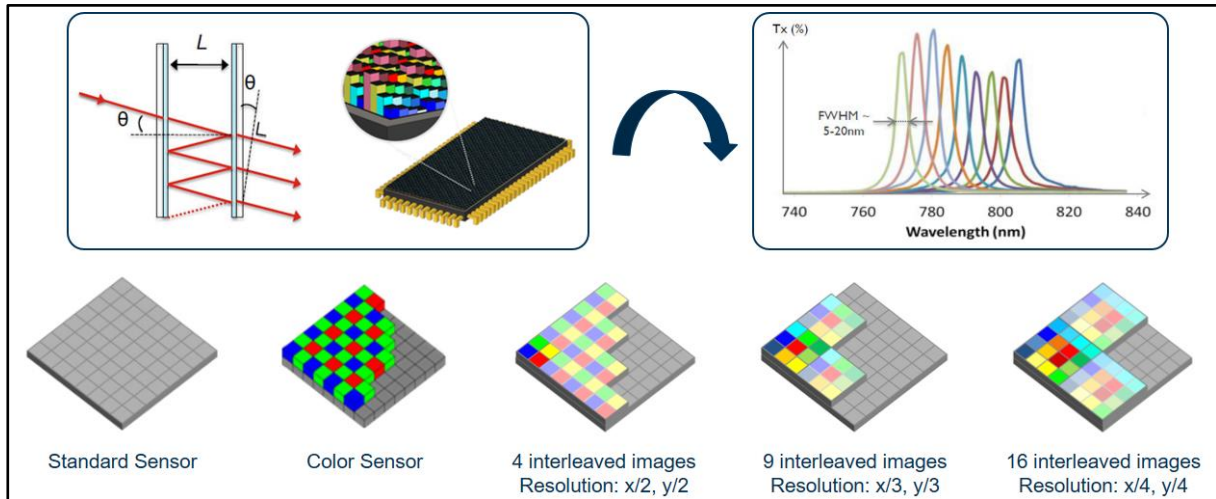 L
θ
θ
L
Tx (%)
FWHM ~
5-20nm
740 760 780 800 820 840
Wavelength (nm)
Standard Sensor
Color Sensor
4 interleaved images
Resolution: x/2, y/2
9 interleaved images
Resolution: x/3, y/3
16 interleaved images
Resolution: x/4, y/4